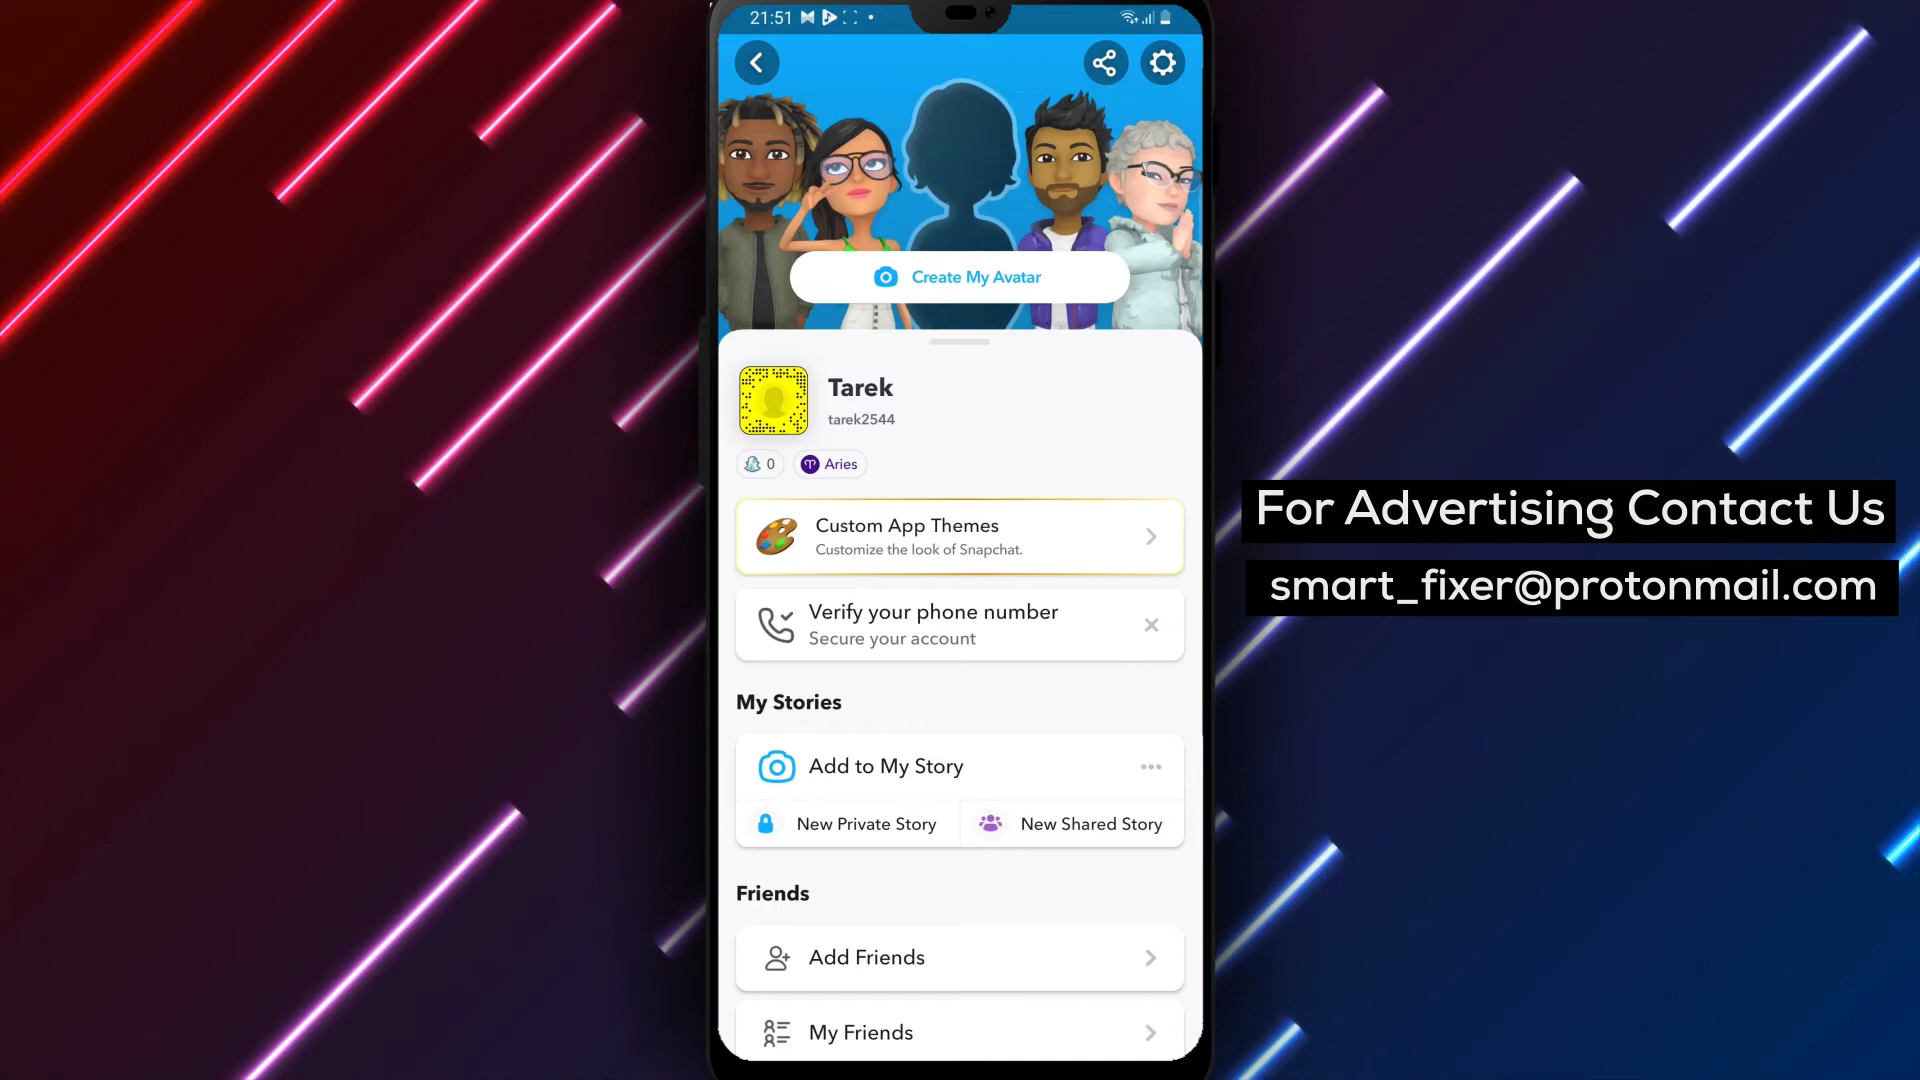 21:51
Create My Avatar
Tarek
tarek2544
0
Aries
Custom App Themes
Customize the look of Snapchat.
Verify your phone number
Secure your account
My Stories
Add to My Story
New Private Story
New Shared Story
Friends
Add Friends
My Friends
For Advertising Contact Us
smart_fixer@protonmail.com